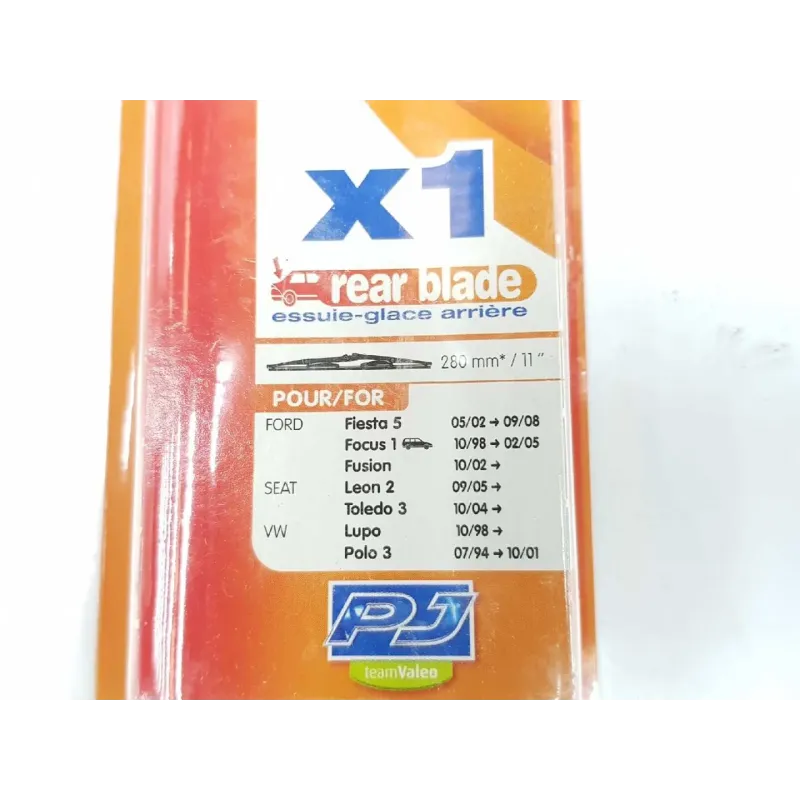 x1
rear blade
essuie-glace arrière
280 mm* / 11"
POUR/FOR
FORD Fiesta 5 05/02 → 09/08
Focus 1 10/98 → 02/05
Fusion 10/02 →
SEAT Leon 2 09/05 →
Toledo 3 10/04 →
VW Lupo 10/98 →
Polo 3 07/94 → 10/01
PJ
teamValeo